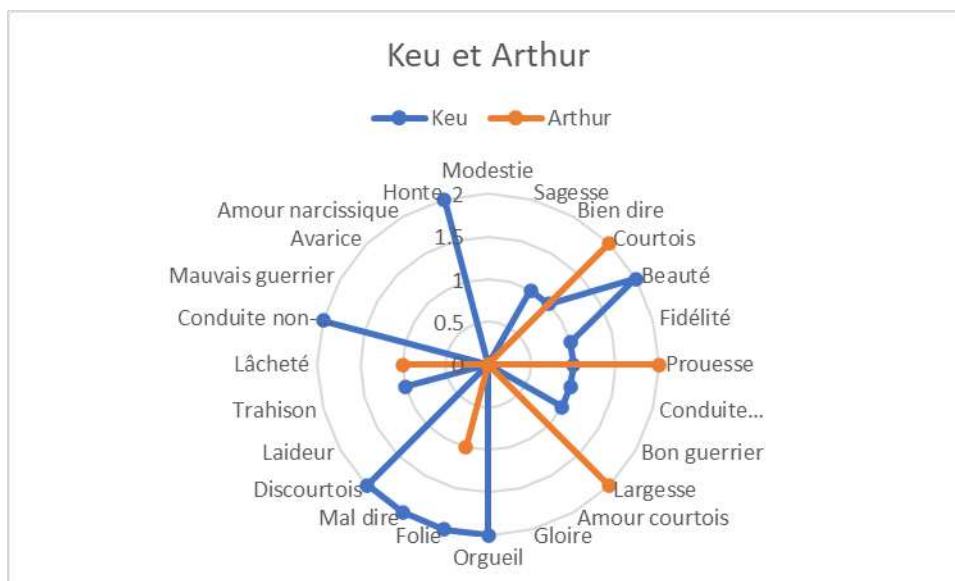 Keu et Arthur
Keu
Arthur
Modestie
Sagesse
Bien dire
Courtois
Beauté
Fidélité
Prouesse
Conduite...
Bon guerrier
Largesse
Amour courtois
Gloire
Orgueil
Folie
Mal dire
Discourtois
Laideur
Trahison
Lâcheté
Conduite non-
Mauvais guerrier
Avarice
Amour narcissique
Honte
2
1.5
1
0.5
0